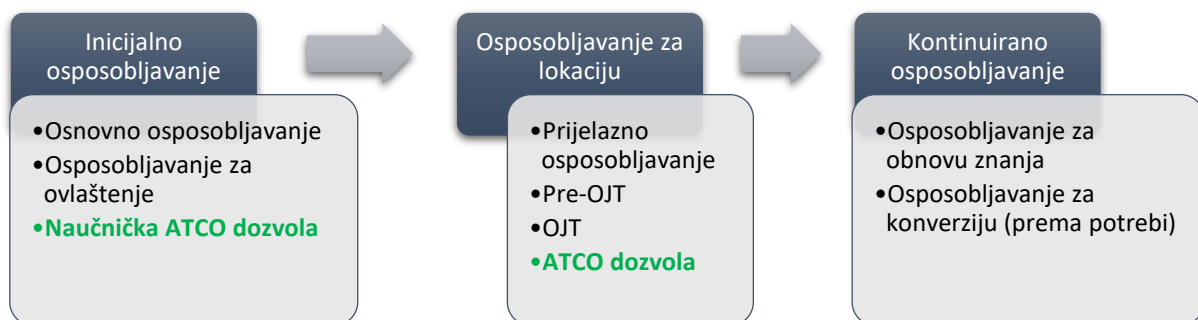 Inicijalno
osposobljavanje
•Osnovno osposobljavanje
•Osposobljavanje za
ovlaštenje
•Naučnička ATCO dozvola
Osposobljavanje za
lokaciju
•Prijelazno
osposobljavanje
•Pre-OJT
•OJT
•ATCO dozvola
Kontinuirano
osposobljavanje
•Osposobljavanje za
obnovu znanja
•Osposobljavanje za
konverziju (prema potrebi)